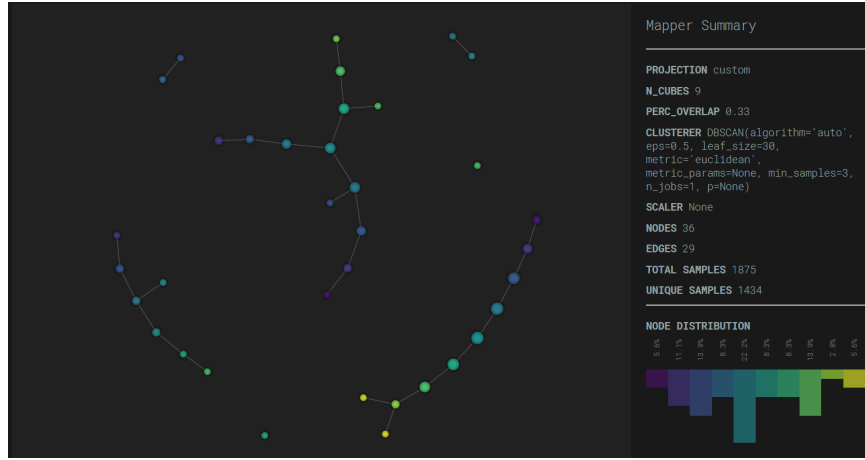 Mapper Summary
PROJECTION custom
N_CUBES 9
PERC_OVERLAP 0.33
CLUSTERER DBSCAN(algorithm='auto',
eps=0.5, leaf_size=30,
metric='euclidean',
metric_params=None, min_samples=3,
n_jobs=1, p=None)
SCALER None
NODES 36
EDGES 29
TOTAL SAMPLES 1875
UNIQUE SAMPLES 1434
NODE DISTRIBUTION
5.6% 11.1% 13.9% 8.3% 22.2% 8.3% 8.3% 13.9% 2.8% 5.6%